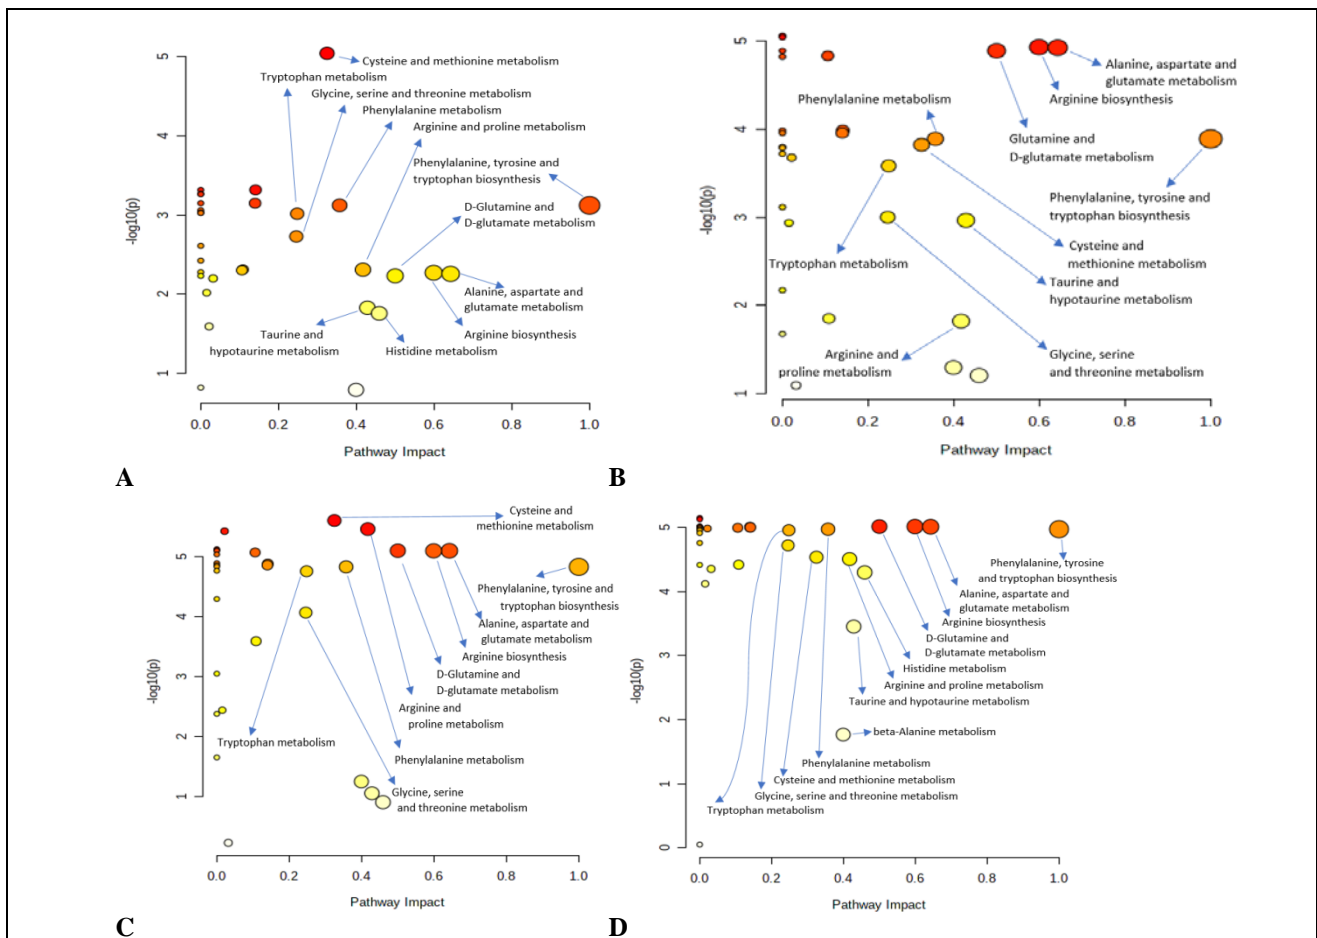 5
4
3
2
1
-log10(p)
0.0 0.2 0.4 0.6 0.8 1.0
Pathway Impact
Cysteine and methionine metabolism
Tryptophan metabolism
Glycine, serine and threonine metabolism
Phenylalanine metabolism
Arginine and proline metabolism
Phenylalanine, tyrosine and
tryptophan biosynthesis
D-Glutamine and
D-glutamate metabolism
Alanine, aspartate and
glutamate metabolism
Arginine biosynthesis
Taurine and
hypotaurine metabolism
Histidine metabolism
A
5
4
3
2
1
-log10(p)
0.0 0.2 0.4 0.6 0.8 1.0
Pathway Impact
Alanine, aspartate and
glutamate metabolism
Arginine biosynthesis
Phenylalanine metabolism
Glutamine and
D-glutamate metabolism
Phenylalanine, tyrosine and
tryptophan biosynthesis
Cysteine and
methionine metabolism
Tryptophan metabolism
Taurine and
hypotaurine metabolism
Arginine and
proline metabolism
Glycine, serine
and threonine metabolism
B
5
4
3
2
1
-log10(p)
0.0 0.2 0.4 0.6 0.8 1.0
Pathway Impact
Cysteine and
methionine metabolism
Phenylalanine, tyrosine and
tryptophan biosynthesis
Alanine, aspartate and
glutamate metabolism
Arginine biosynthesis
D-Glutamine and
D-glutamate metabolism
Arginine and
proline metabolism
Tryptophan metabolism
Phenylalanine metabolism
Glycine, serine
and threonine metabolism
C
5
4
3
2
1
0
-log10(p)
0.0 0.2 0.4 0.6 0.8 1.0
Pathway Impact
Phenylalanine, tyrosine
and tryptophan biosynthesis
Alanine, aspartate and
glutamate metabolism
Arginine biosynthesis
D-Glutamine and
D-glutamate metabolism
Histidine metabolism
Arginine and proline metabolism
Taurine and hypotaurine metabolism
beta-Alanine metabolism
Phenylalanine metabolism
Cysteine and methionine metabolism
Glycine, serine and threonine metabolism
Tryptophan metabolism
D